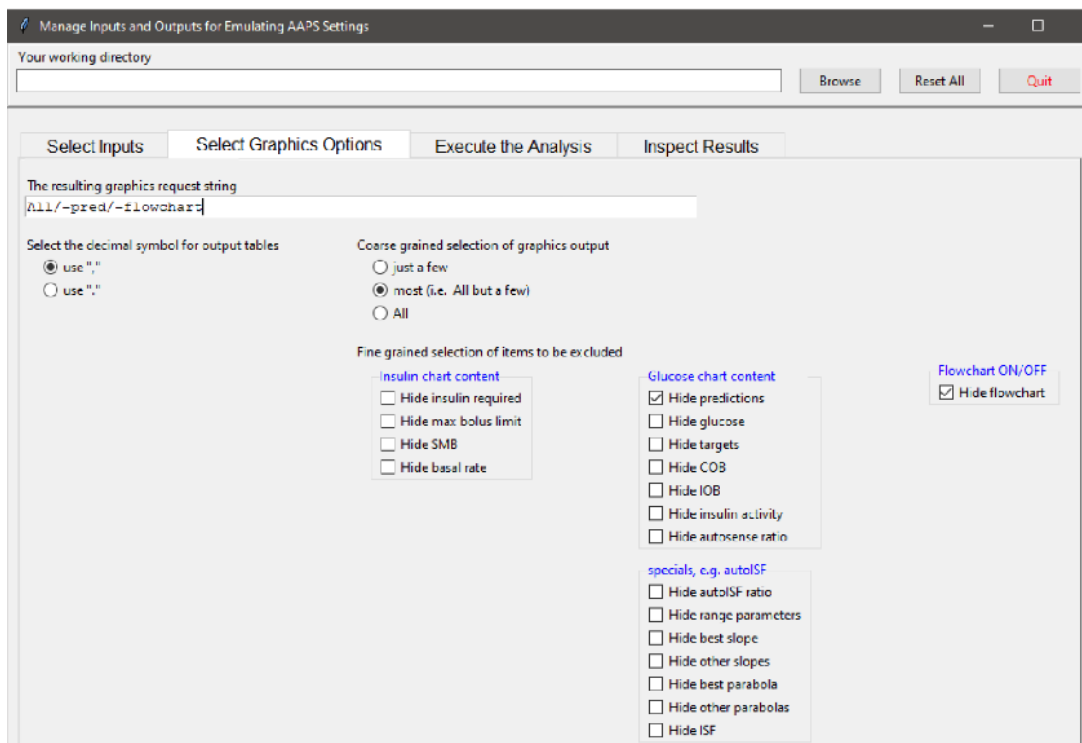 Manage Inputs and Outputs for Emulating AAPS Settings
Your working directory
Browse Reset All Quit
Select Inputs Select Graphics Options Execute the Analysis Inspect Results
The resulting graphics request string
All/-pred/-flowchart
Select the decimal symbol for output tables
use ","
use "."
Coarse grained selection of graphics output
just a few
most (i.e. All but a few)
All
Fine grained selection of items to be excluded
Insulin chart content
Hide insulin required
Hide max bolus limit
Hide SMB
Hide basal rate
Glucose chart content
Hide predictions
Hide glucose
Hide targets
Hide COB
Hide IOB
Hide insulin activity
Hide autosense ratio
Flowchart ON/OFF
Hide flowchart
specials, e.g. autoISF
Hide autoISF ratio
Hide range parameters
Hide best slope
Hide other slopes
Hide best parabola
Hide other parabolas
Hide ISF